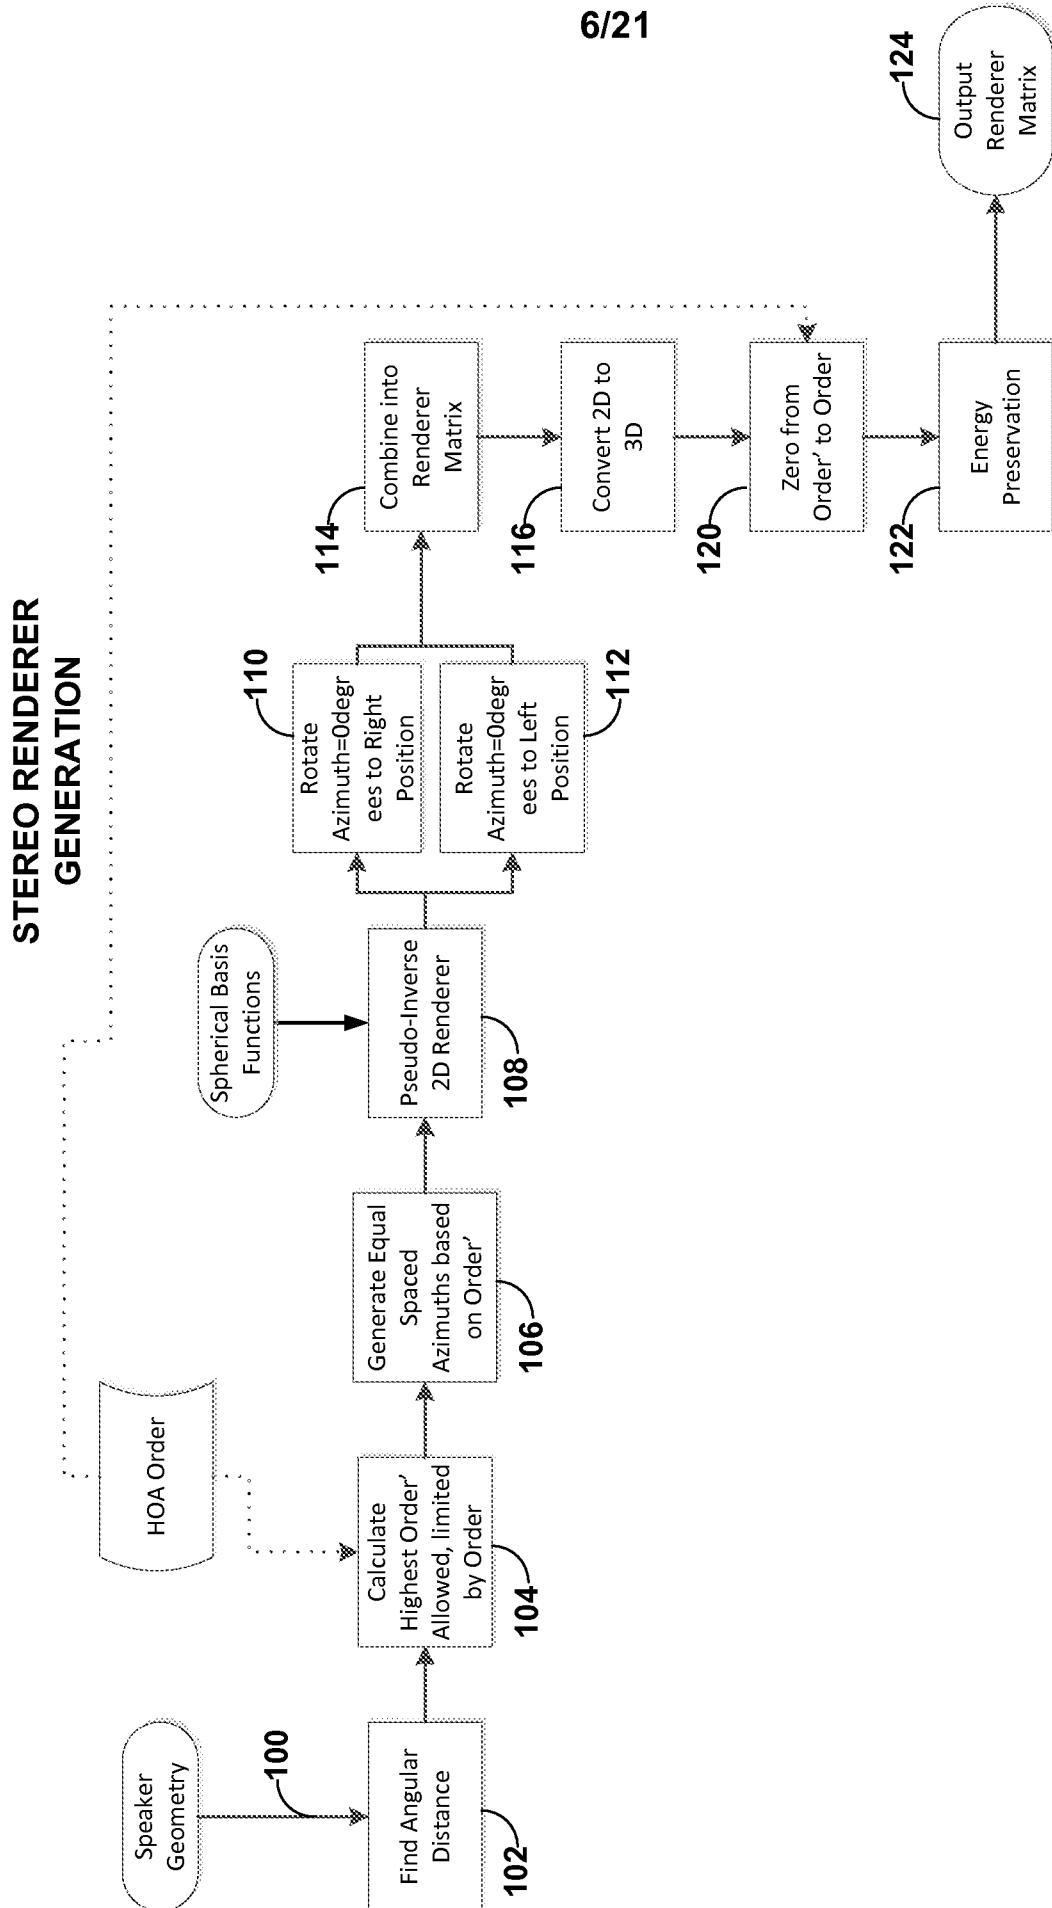 6/21
STEREO RENDERER
GENERATION
Speaker
Geometry
100
Find Angular
Distance
102
HOA Order
Calculate
Highest Order'
Allowed, limited
by Order
104
Generate Equal
Spaced
Azimuths based
on Order'
106
Spherical Basis
Functions
Pseudo-Inverse
2D Renderer
108
Rotate
Azimuth=0degr
ees to Right
Position
110
Rotate
Azimuth=0degr
ees to Left
Position
112
Combine into
Renderer
Matrix
114
Convert 2D to
3D
116
Zero from
Order' to Order
120
Energy
Preservation
122
Output
Renderer
Matrix
124